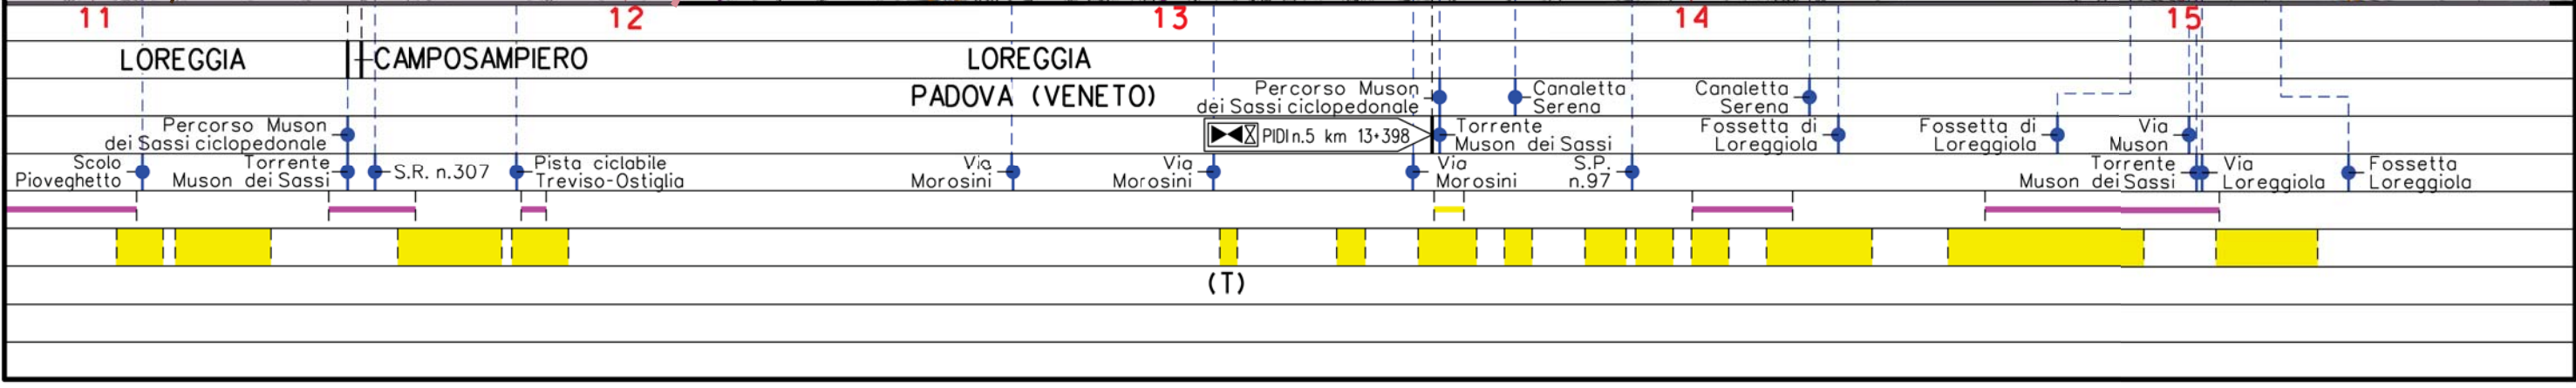 11 12 13 14 15
LOREGGIA CAMPOSAMPIERO LOREGGIA
PADOVA (VENETO)
Percorso Muson
dei Sassi ciclopedonale
Canaletta
Serena
Canaletta
Serena
Percorso Muson
dei Sassi ciclopedonale
PIDI n.5 km 13+398
Torrente
Muson dei Sassi
Fossetta di
Loreggiola
Fossetta di
Loreggiola
Via
Muson
Scolo
Pioveghetto
Torrente
Muson dei Sassi
S.R. n.307
Pista ciclabile
Treviso-Ostiglia
Via
Morosini
Via
Morosini
Via
Morosini
S.P.
n.97
Torrente
Muson dei Sassi
Via
Loreggiola
Fossetta
Loreggiola
(T)